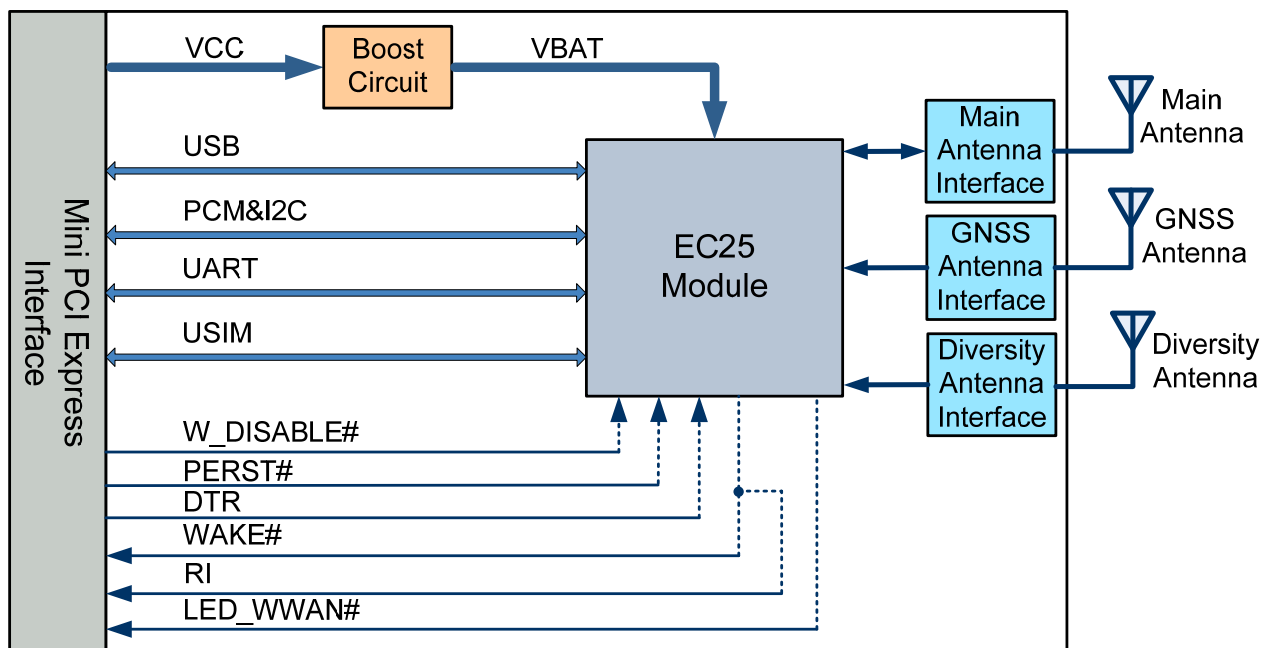 VCC
Boost
Circuit
VBAT
USB
PCM&I2C
UART
USIM
Mini PCI Express
Interface
EC25
Module
Main
Antenna
Interface
Main
Antenna
GNSS
Antenna
Interface
GNSS
Antenna
Diversity
Antenna
Interface
Diversity
Antenna
W_DISABLE#
PERST#
DTR
WAKE#
RI
LED_WWAN#